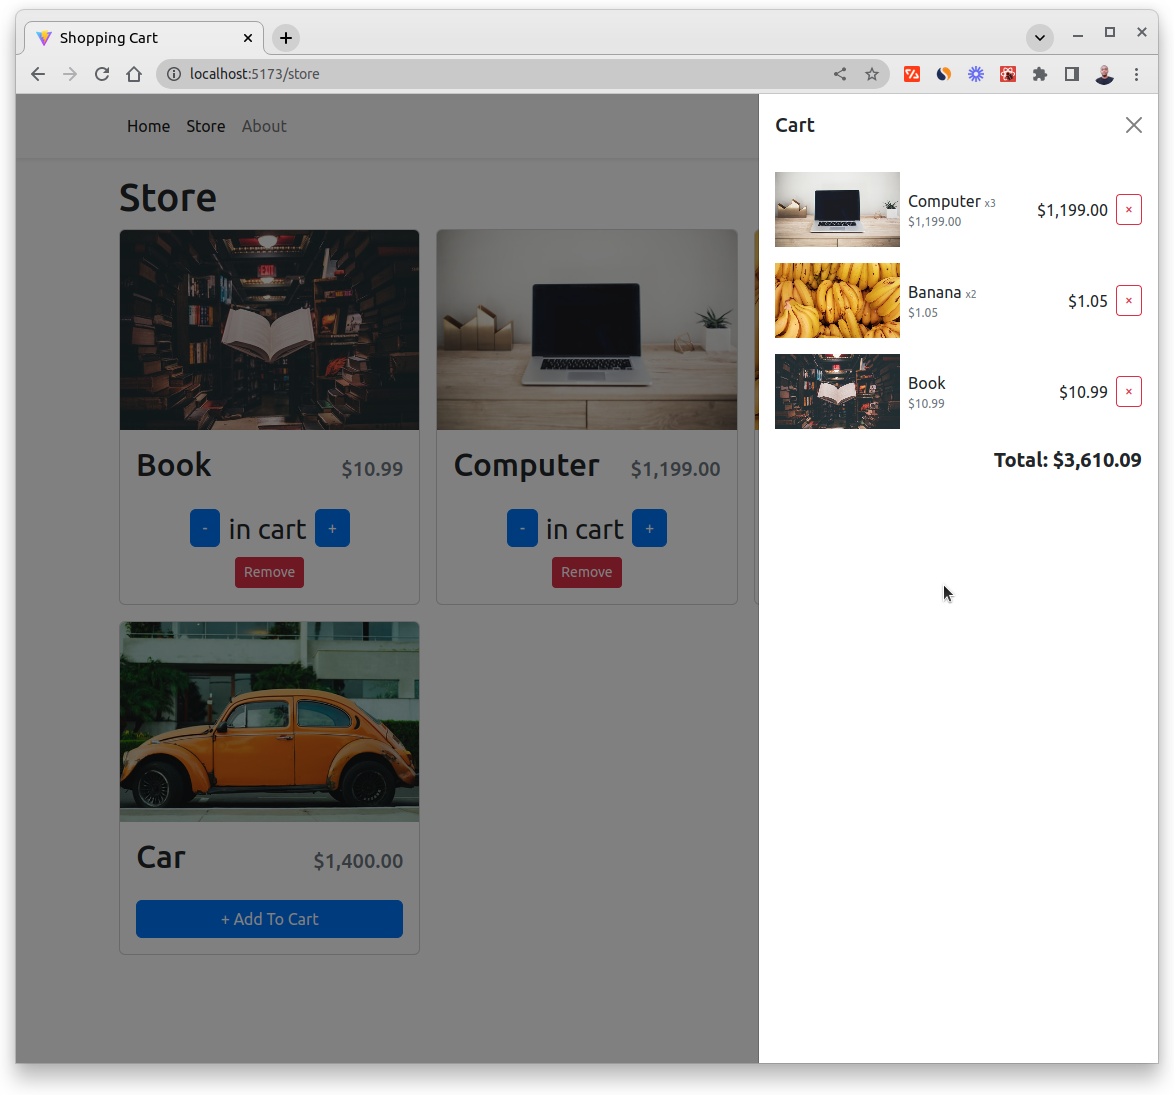 Shopping Cart
localhost:5173/store
Home Store About
Store
EXIT
Book $10.99
- in cart +
Remove
Computer $1,199.00
- in cart +
Remove
Car $1,400.00
+ Add To Cart
Cart
Computer x3
$1,199.00
$1,199.00
×
Banana x2
$1.05
$1.05
×
Book
$10.99
$10.99
×
Total: $3,610.09